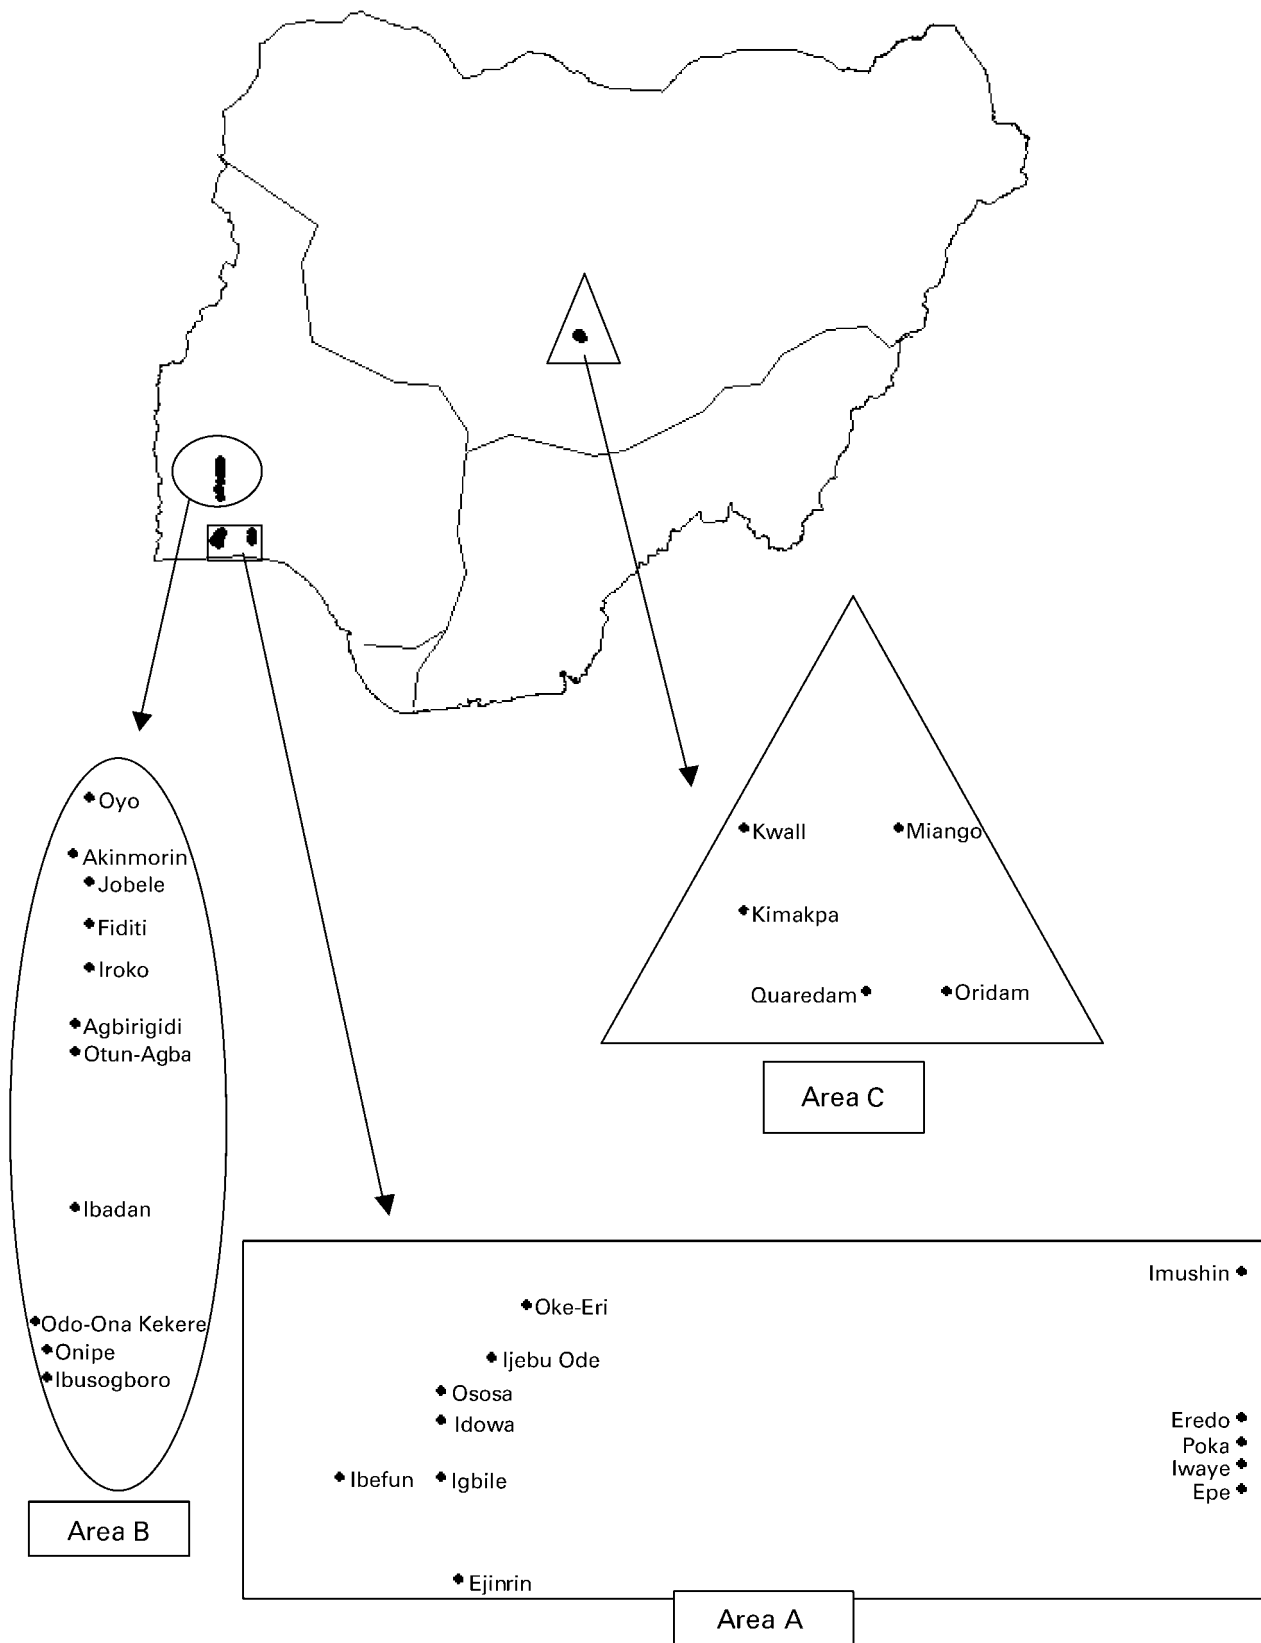 Oyo
Akinmorin
Jobele
Fiditi
Iroko
Agbirigidi
Otun-Agba
Ibadan
Odo-Ona Kekere
Onipe
Ibusogboro
Area B
Kwall
Miango
Kimakpa
Quaredam
Oridam
Area C
Imushin
Oke-Eri
Ijebu Ode
Ososa
Idowa
Eredo
Poka
Iwaye
Epe
Ibefun
Igbile
Ejinrin
Area A